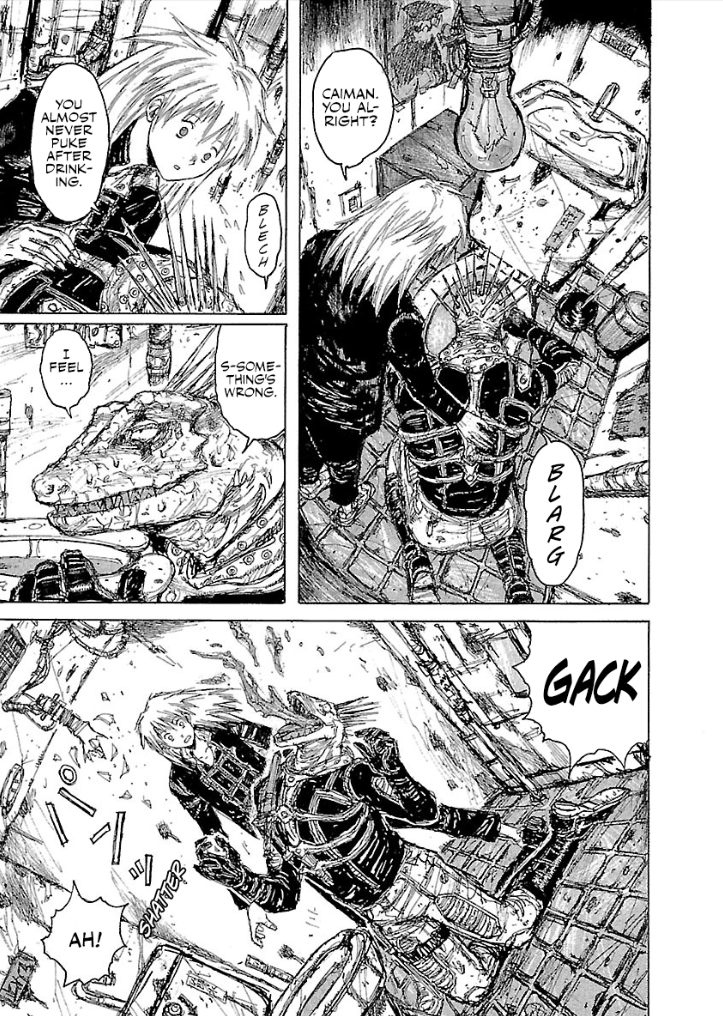 CAIMAN.
YOU AL-
RIGHT?
BLARG
YOU
ALMOST
NEVER
PUKE
AFTER
DRINK-
ING.
BLECH
S-SOME-
THING'S
WRONG.
I
FEEL
...
GACK
SHATTER
AH!